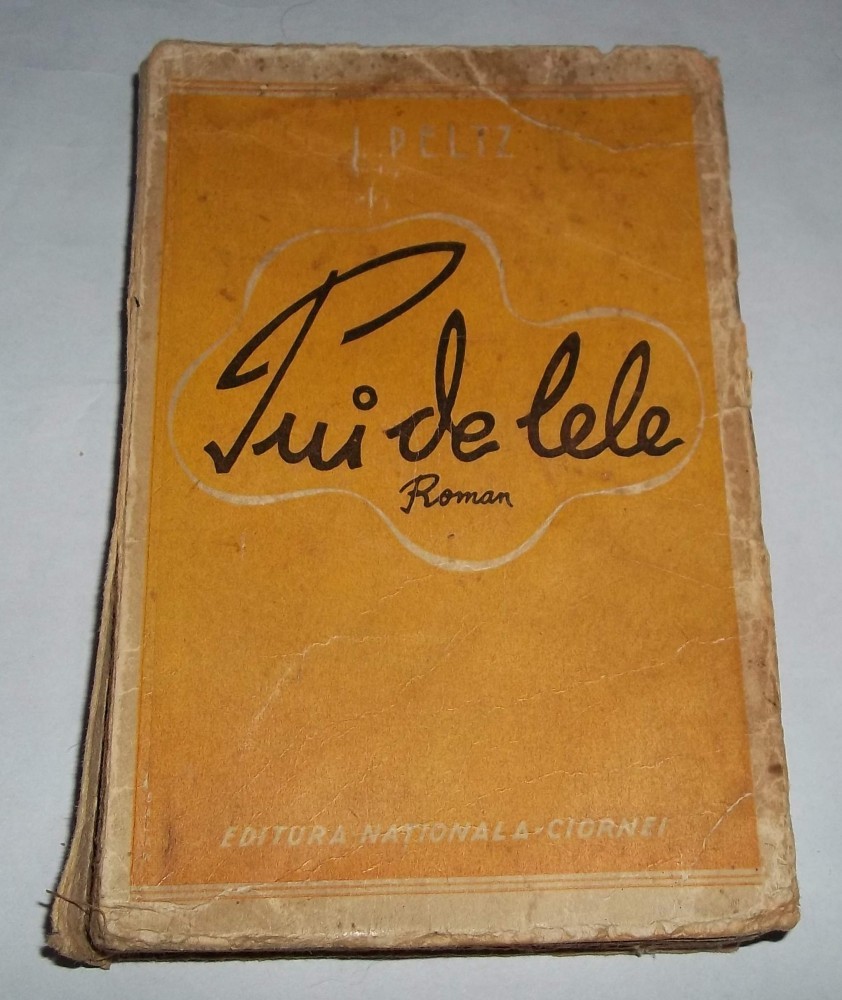 I. PELTZ
Pui de lele
Roman
EDITURA NATIONALA-CIORNEI